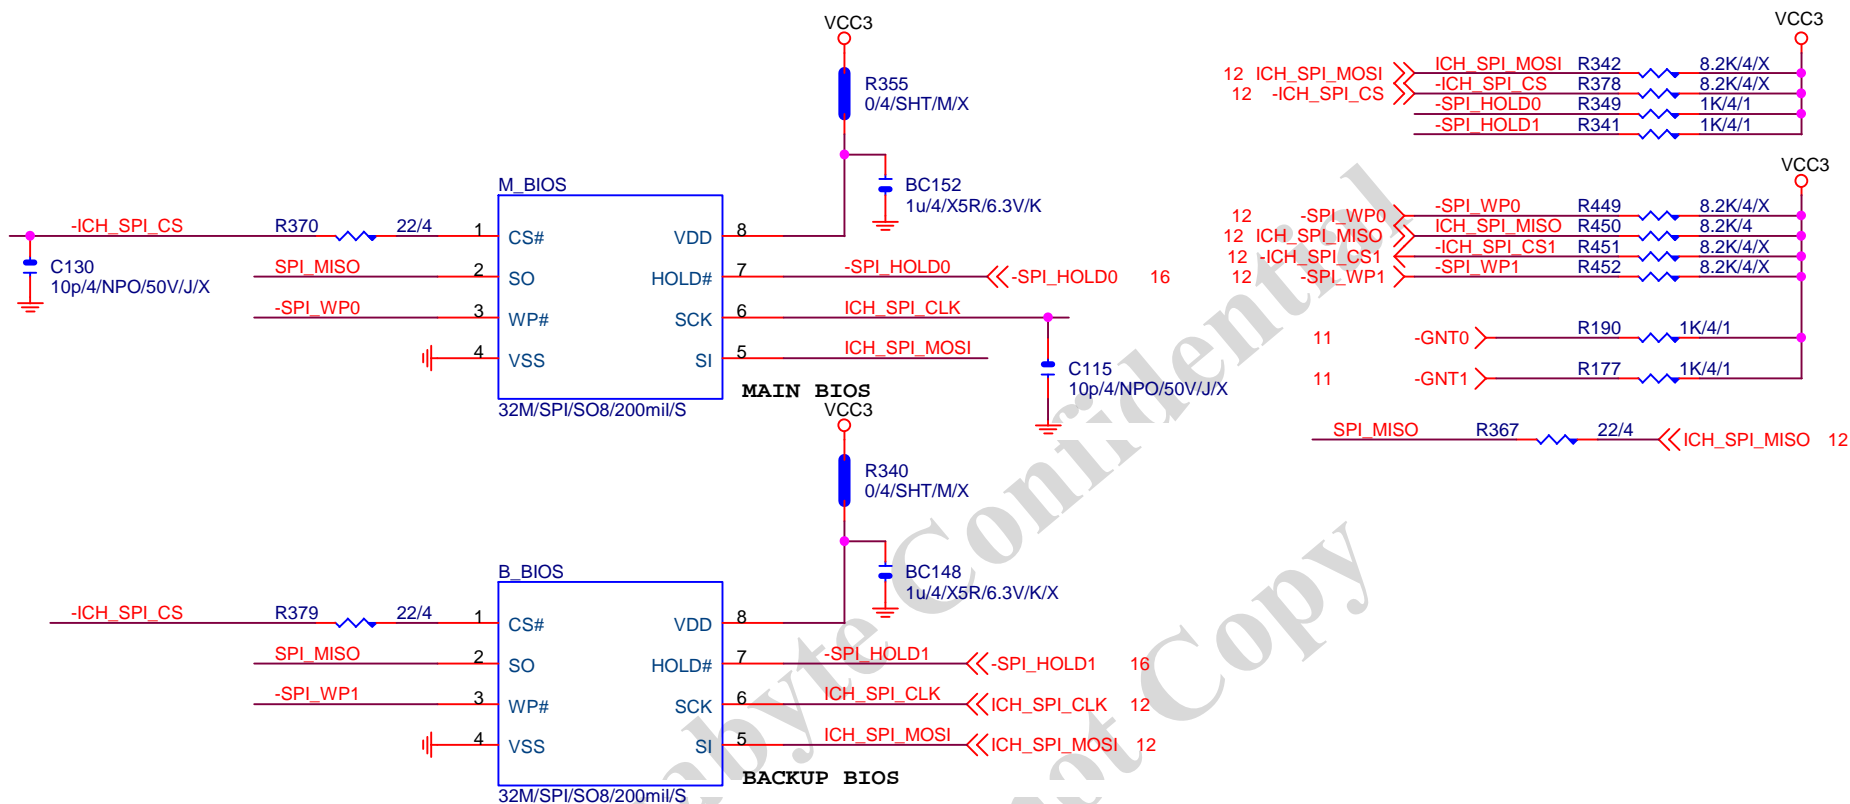 VCC3
R355
0/4/SHT/M/X
BC152
1u/4/X5R/6.3V/K
M_BIOS
-ICH_SPI_CS R370 22/4 1 CS# VDD 8
C130
10p/4/NPO/50V/J/X
SPI_MISO 2 SO HOLD# 7 -SPI_HOLD0 -SPI_HOLD0 16
-SPI_WP0 3 WP# SCK 6 ICH_SPI_CLK
4 VSS SI 5 ICH_SPI_MOSI
C115
10p/4/NPO/50V/J/X
MAIN BIOS
32M/SPI/SO8/200mil/S
VCC3
R340
0/4/SHT/M/X
BC148
1u/4/X5R/6.3V/K/X
B_BIOS
-ICH_SPI_CS R379 22/4 1 CS# VDD 8
SPI_MISO 2 SO HOLD# 7 -SPI_HOLD1 -SPI_HOLD1 16
-SPI_WP1 3 WP# SCK 6 ICH_SPI_CLK ICH_SPI_CLK 12
4 VSS SI 5 ICH_SPI_MOSI ICH_SPI_MOSI 12
BACKUP BIOS
32M/SPI/SO8/200mil/S
VCC3
12 ICH_SPI_MOSI ICH_SPI_MOSI R342 8.2K/4/X
12 -ICH_SPI_CS -ICH_SPI_CS R378 8.2K/4/X
-SPI_HOLD0 R349 1K/4/1
-SPI_HOLD1 R341 1K/4/1
VCC3
12 -SPI_WP0 -SPI_WP0 R449 8.2K/4/X
12 ICH_SPI_MISO ICH_SPI_MISO R450 8.2K/4
12 -ICH_SPI_CS1 -ICH_SPI_CS1 R451 8.2K/4/X
12 -SPI_WP1 -SPI_WP1 R452 8.2K/4/X
11 -GNT0 R190 1K/4/1
11 -GNT1 R177 1K/4/1
SPI_MISO R367 22/4 ICH_SPI_MISO 12
abyte Confidential
ot Copy